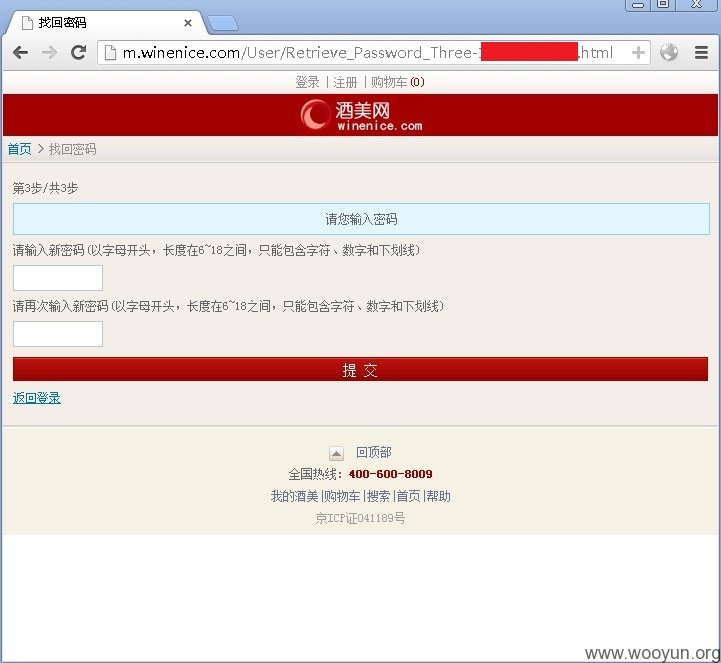 找回密码
m.winenice.com/User/Retrieve_Password_Three-
.html
登录 | 注册 | 购物车(0)
酒美网
winenice.com
首页 > 找回密码
第3步/共3步
请您输入密码
请输入新密码(以字母开头，长度在6~18之间，只能包含字符、数字和下划线)
请再次输入新密码(以字母开头，长度在6~18之间，只能包含字符、数字和下划线)
提 交
返回登录
回顶部
全国热线：400-600-8009
我的酒美|购物车|搜索|首页|帮助
京ICP证041189号
www.wooyun.org